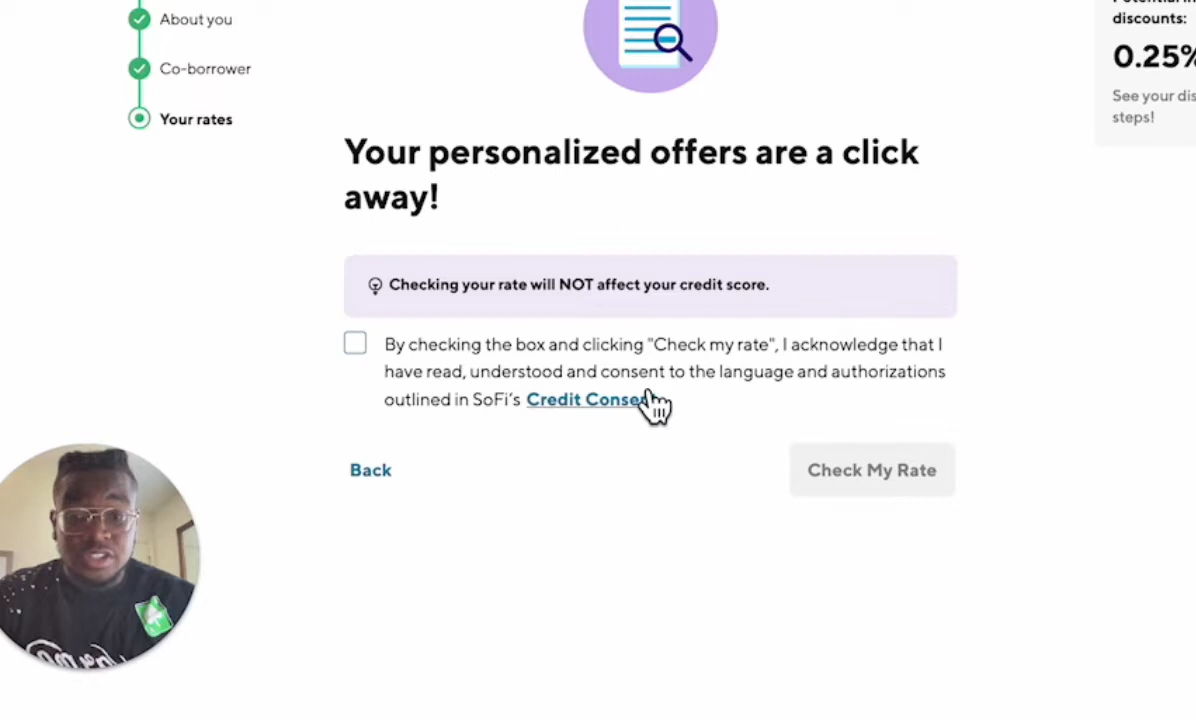 About you
Co-borrower
Your rates
discounts:
0.25%
See your
steps!
Your personalized offers are a click
away!
Checking your rate will NOT affect your credit score.
By checking the box and clicking "Check my rate", I acknowledge that I
have read, understood and consent to the language and authorizations
outlined in SoFi's Credit
Back
Check My Rate